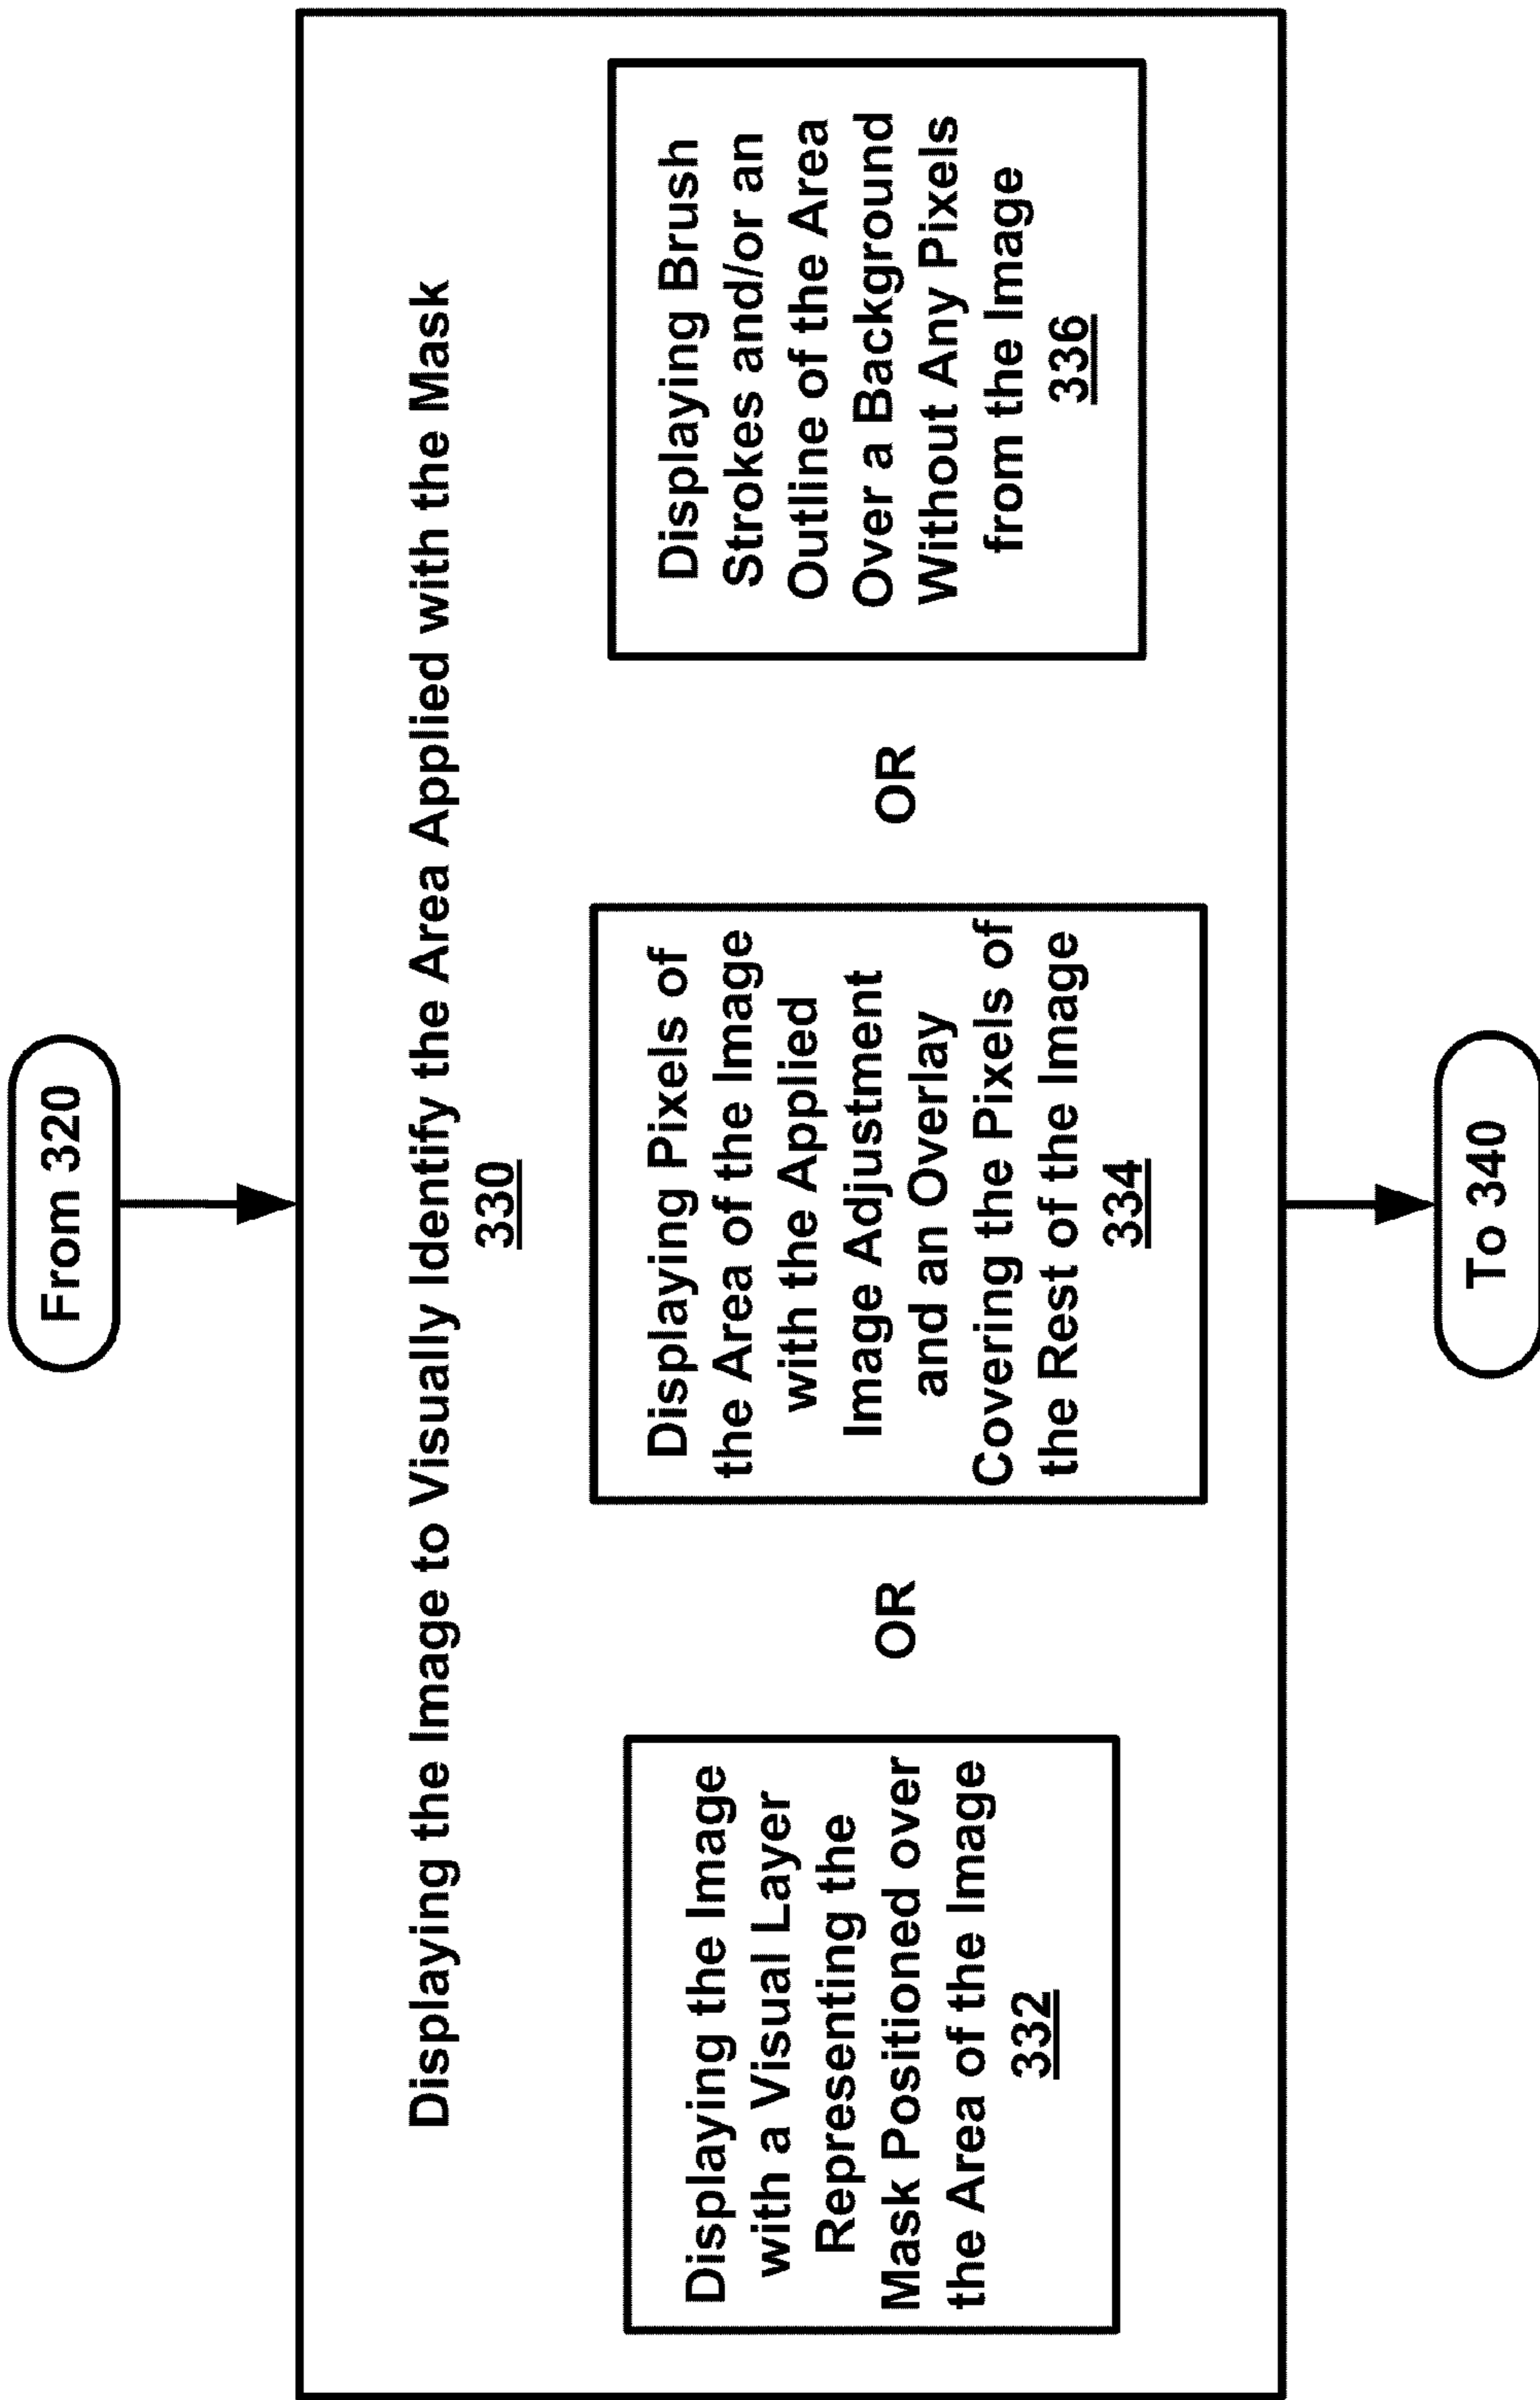 From 320
Displaying the Image to Visually Identify the Area Applied with the Mask
330
Displaying the Image
with a Visual Layer
Representing the
Mask Positioned over
the Area of the Image
332
OR
Displaying Pixels of
the Area of the Image
with the Applied
Image Adjustment
and an Overlay
Covering the Pixels of
the Rest of the Image
334
OR
Displaying Brush
Strokes and/or an
Outline of the Area
Over a Background
Without Any Pixels
from the Image
336
To 340